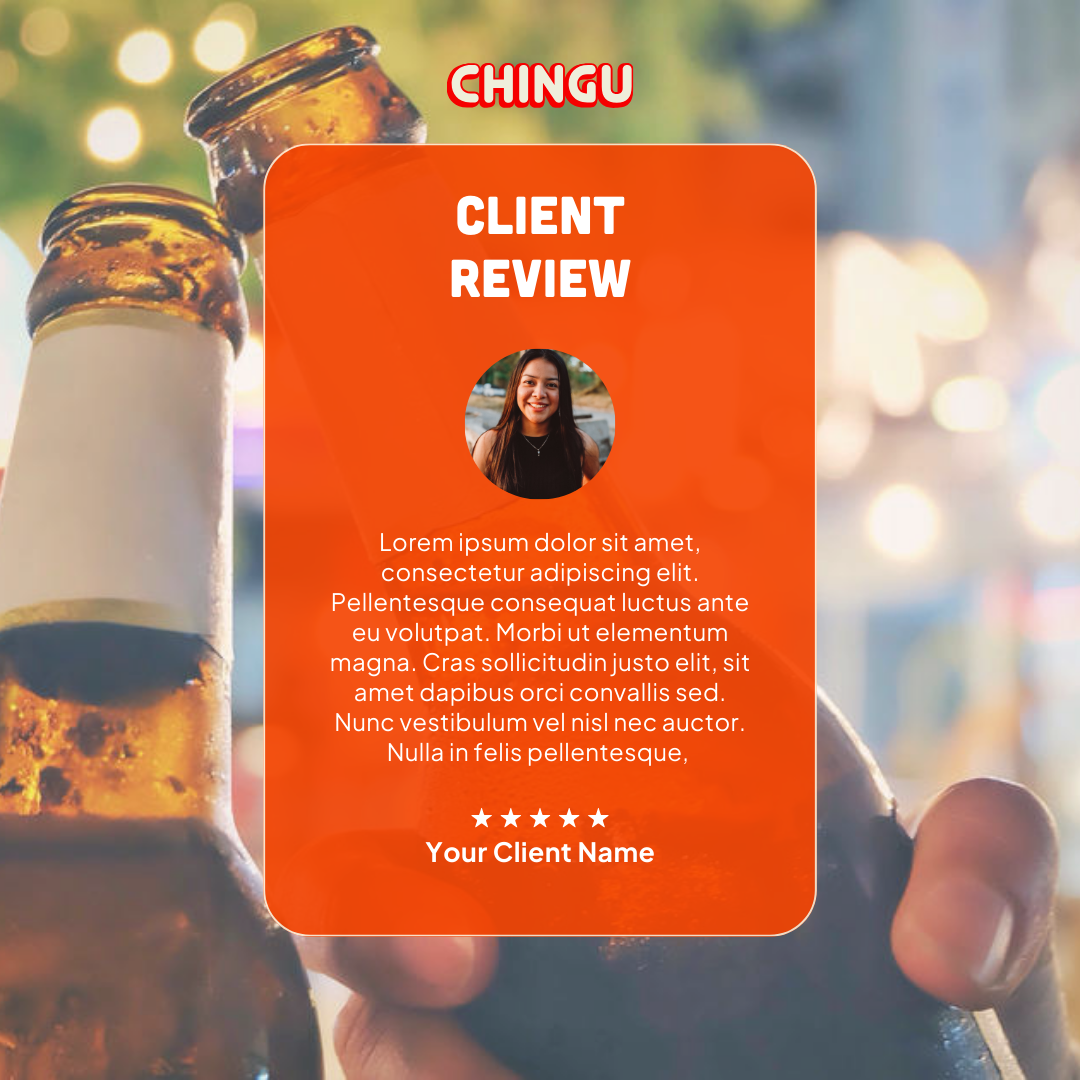 CHINGU
CLIENT
REVIEW
Lorem ipsum dolor sit amet,
consectetur adipiscing elit.
Pellentesque consequat luctus ante
eu volutpat. Morbi ut elementum
magna. Cras sollicitudin justo elit, sit
amet dapibus orci convallis sed.
Nunc vestibulum vel nisl nec auctor.
Nulla in felis pellentesque,
★ ★ ★ ★ ★
Your Client Name